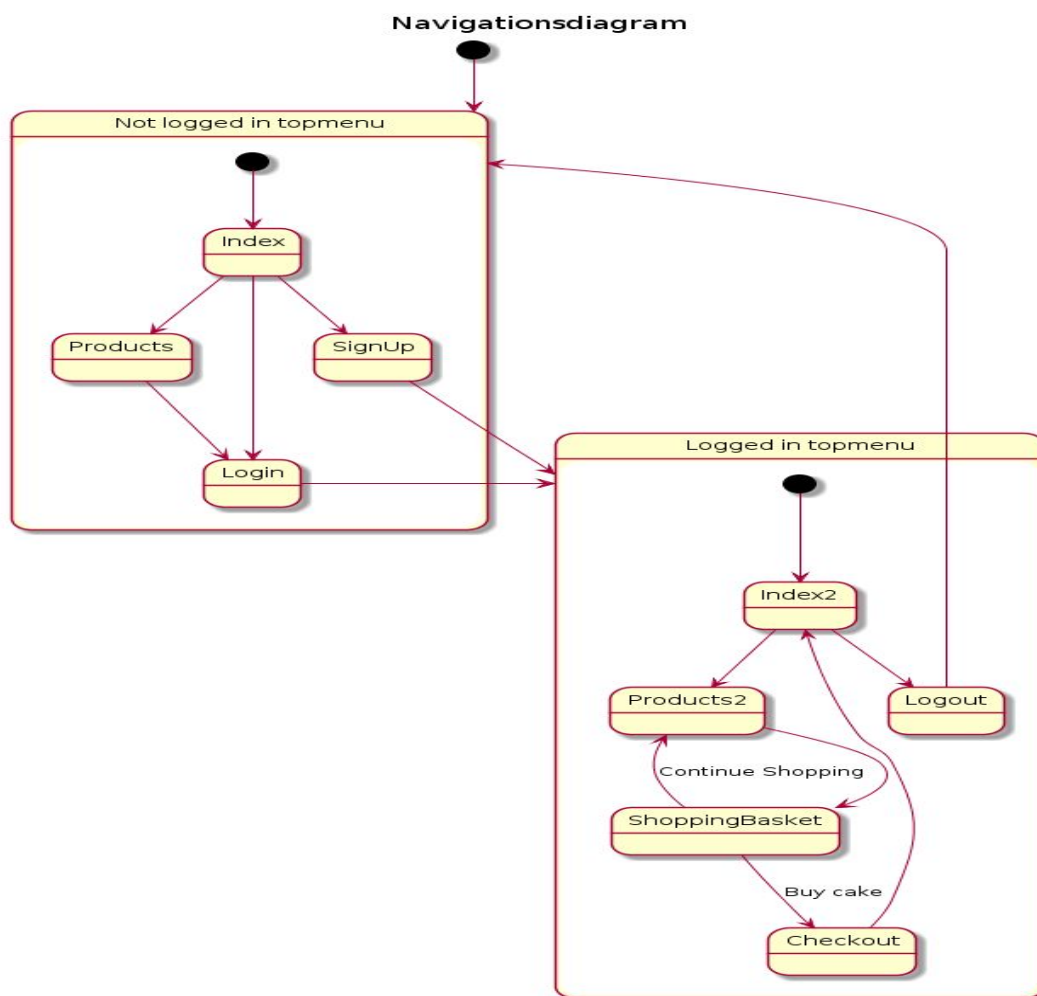 Navigationsdiagram
Not logged in topmenu
Index
Products
SignUp
Login
Logged in topmenu
Index2
Products2
Logout
Continue Shopping
ShoppingBasket
Buy cake
Checkout